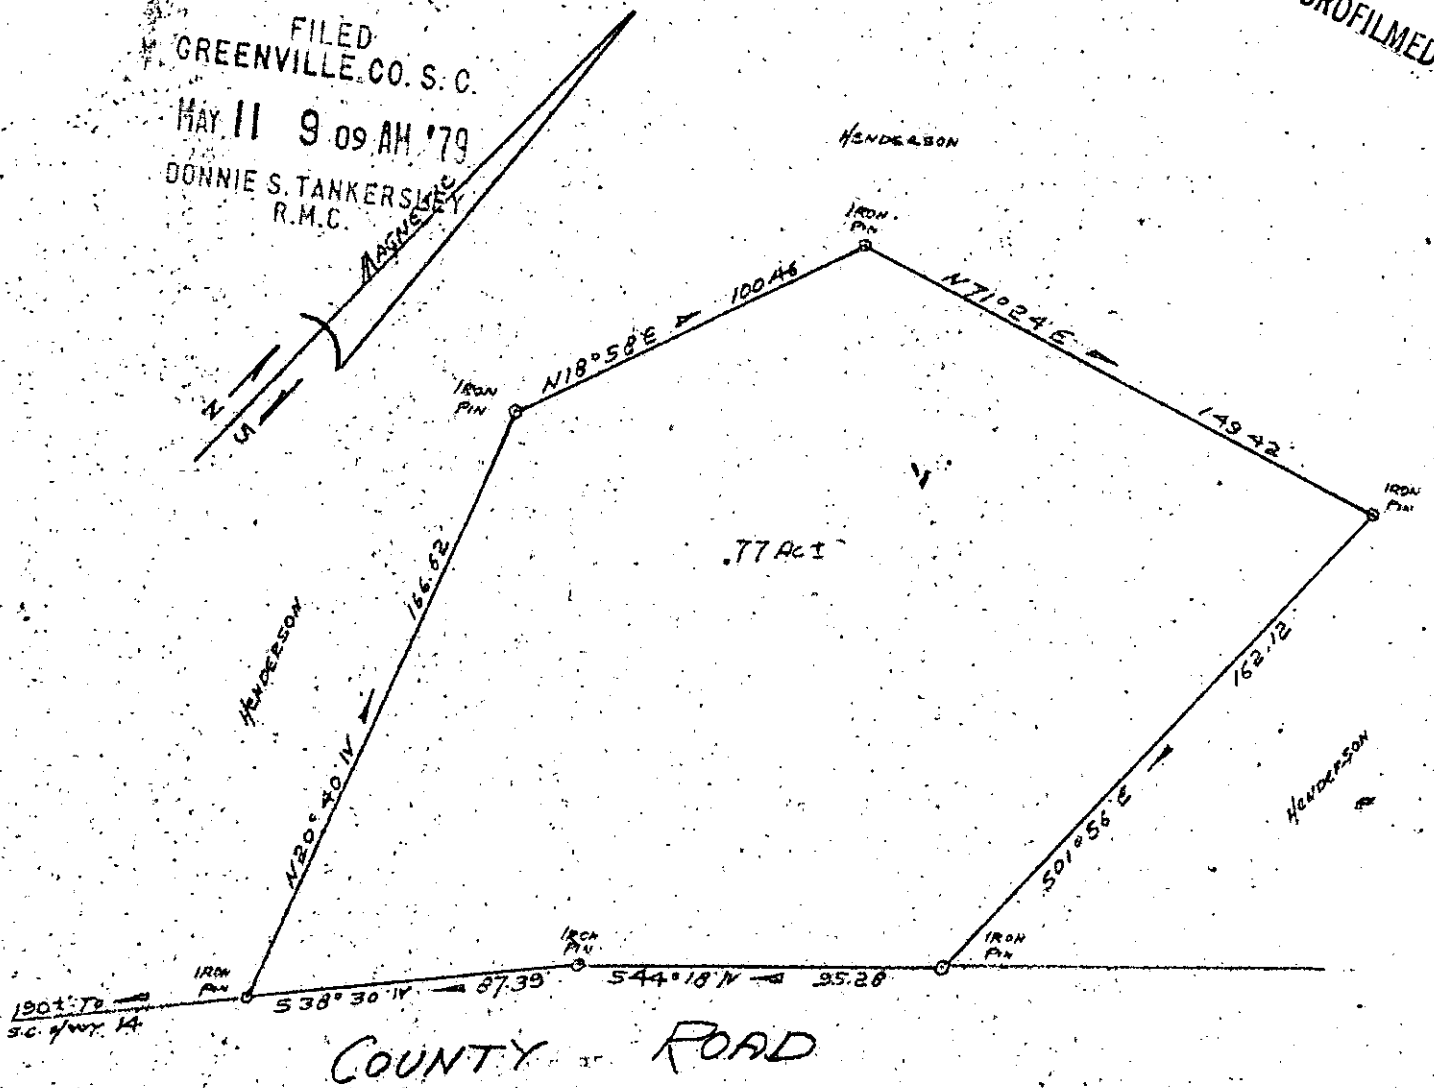 FILED
GREENVILLE.CO. S. C.
MAY 11 9 09 AM '79
DONNIE S. TANKERSLEY
R.M.C.
MAGNETIC
N
S
HENDERSON
IRON PIN
N18°58'E 100.46
IRON PIN
N71°24'E
149.42
IRON PIN
.77 AC ±
166.62
N20°40'W
HENDERSON
162.12
S01°56'E
HENDERSON
IRON PIN
S38°30'W 87.39
IRON PIN
S44°18'W 95.28
IRON PIN
190±' TO
S.C. H'WY. 14
COUNTY ROAD